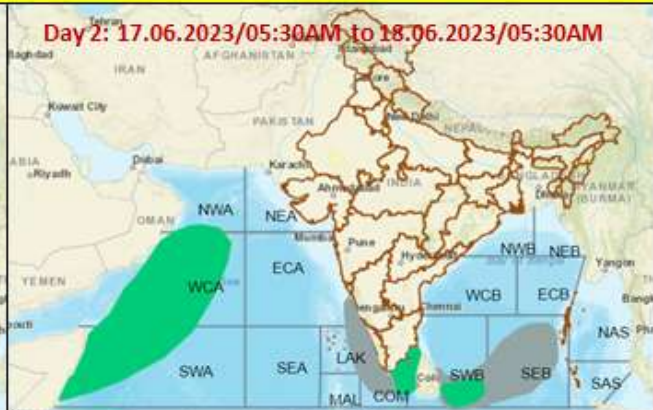 Day 2: 17.06.2023/05:30AM to 18.06.2023/05:30AM
Tehran
Baghdad
AFGHANISTAN
IRAN
Kuwait City
PAKISTAN
New Delhi
NEPAL
Riyadh
Dubai
Karachi
Ahmedabad
INDIA
MYANMAR
(BURMA)
OMAN
NWA
NEA
Mumbai
Pune
Hyderabad
NWB
NEB
Yangon
YEMEN
WCA
ECA
WCB
ECB
Chennai
NAS
SWA
SEA
LAK
SWB
SEB
SAS
MAL
COM